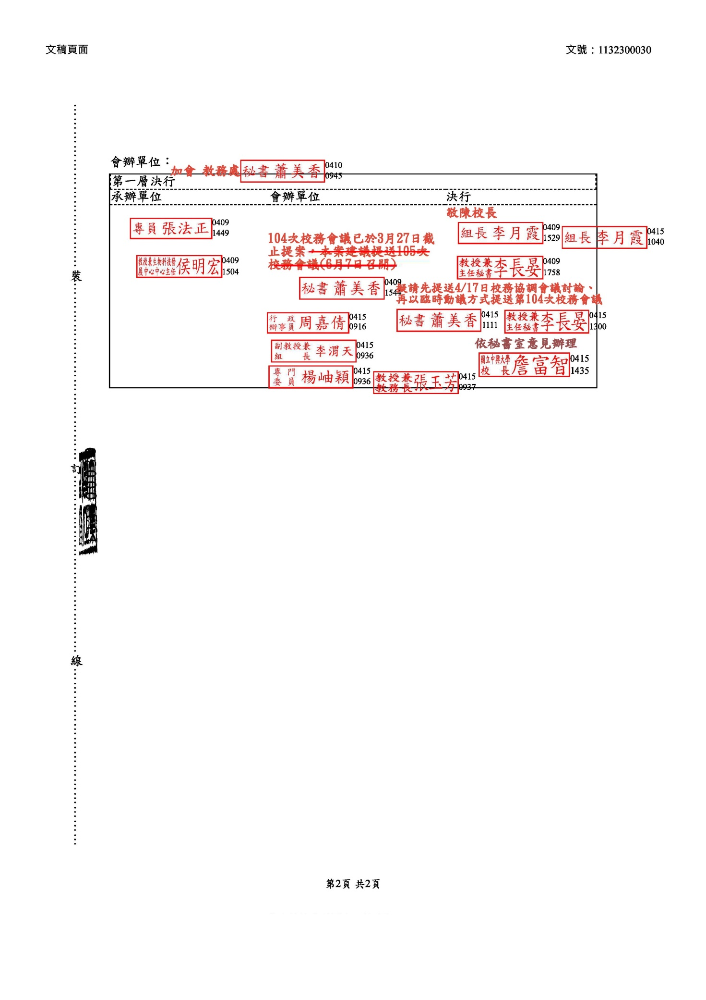 文稿頁面
文號：1132300030
會辦單位：
加會 教務處
秘書 蕭美香 0410 0945
第一層決行
承辦單位 會辦單位 決行
專員 張法正 0409 1449
教授兼生物科技發展中心中心主任 侯明宏 0409 1504
104次校務會議已於3月27日截
止提案，本案建議提送105次
校務會議(6月7日召開)
秘書 蕭美香 0409 1544
行政辦事員 周嘉倩 0415 0916
副教授兼組長 李渭天 0415 0936
專門委員 楊岫穎 0415 0936
教授兼教務長 張玉芳 0415 0937
敬陳校長
組長 李月霞 0409 1529
組長 李月霞 0415 1040
教授兼主任秘書 李長晏 0409 1758
擬請先提送4/17日校務協調會議討論、
再以臨時動議方式提送第104次校務會議
秘書 蕭美香 0415 1111
教授兼主任秘書 李長晏 0415 1300
依秘書室意見辦理
國立中興大學校長 詹富智 0415 1435
裝
訂
線
第2頁 共2頁